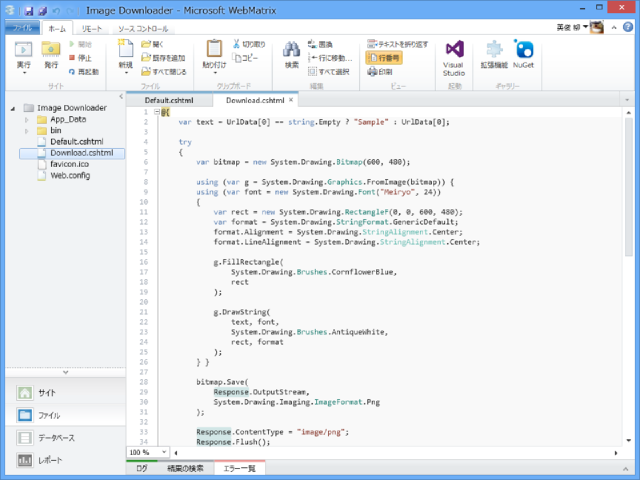 Image Downloader - Microsoft WebMatrix
ファイル ホーム リモート ソース コントロール 英俊 柳
実行 発行 開始 停止 再起動
新規 開く 既存を追加 すべて閉じる
貼り付け 切り取り コピー
検索 置換 行に移動... すべて選択
テキストを折り返す 行番号 印刷
Visual Studio
拡張機能 NuGet
サイト ファイル クリップボード 編集 ビュー 起動 ギャラリー
Image Downloader
App_Data
bin
Default.cshtml
Download.cshtml
favicon.ico
Web.config
サイト
ファイル
データベース
レポート
Default.cshtml Download.cshtml
1 @{
2 var text = UrlData[0] == string.Empty ? "Sample" : UrlData[0];
3
4 try
5 {
6 var bitmap = new System.Drawing.Bitmap(600, 480);
7
8 using (var g = System.Drawing.Graphics.FromImage(bitmap)) {
9 using (var font = new System.Drawing.Font("Meiryo", 24))
10 {
11 var rect = new System.Drawing.RectangleF(0, 0, 600, 480);
12 var format = System.Drawing.StringFormat.GenericDefault;
13 format.Alignment = System.Drawing.StringAlignment.Center;
14 format.LineAlignment = System.Drawing.StringAlignment.Center;
15
16 g.FillRectangle(
17 System.Drawing.Brushes.CornflowerBlue,
18 rect
19 );
20
21 g.DrawString(
22 text, font,
23 System.Drawing.Brushes.AntiqueWhite,
24 rect, format
25 );
26 } }
27
28 bitmap.Save(
29 Response.OutputStream,
30 System.Drawing.Imaging.ImageFormat.Png
31 );
32
33 Response.ContentType = "image/png";
34 Response.Flush();
100 %
ログ 結果の検索 エラー一覧